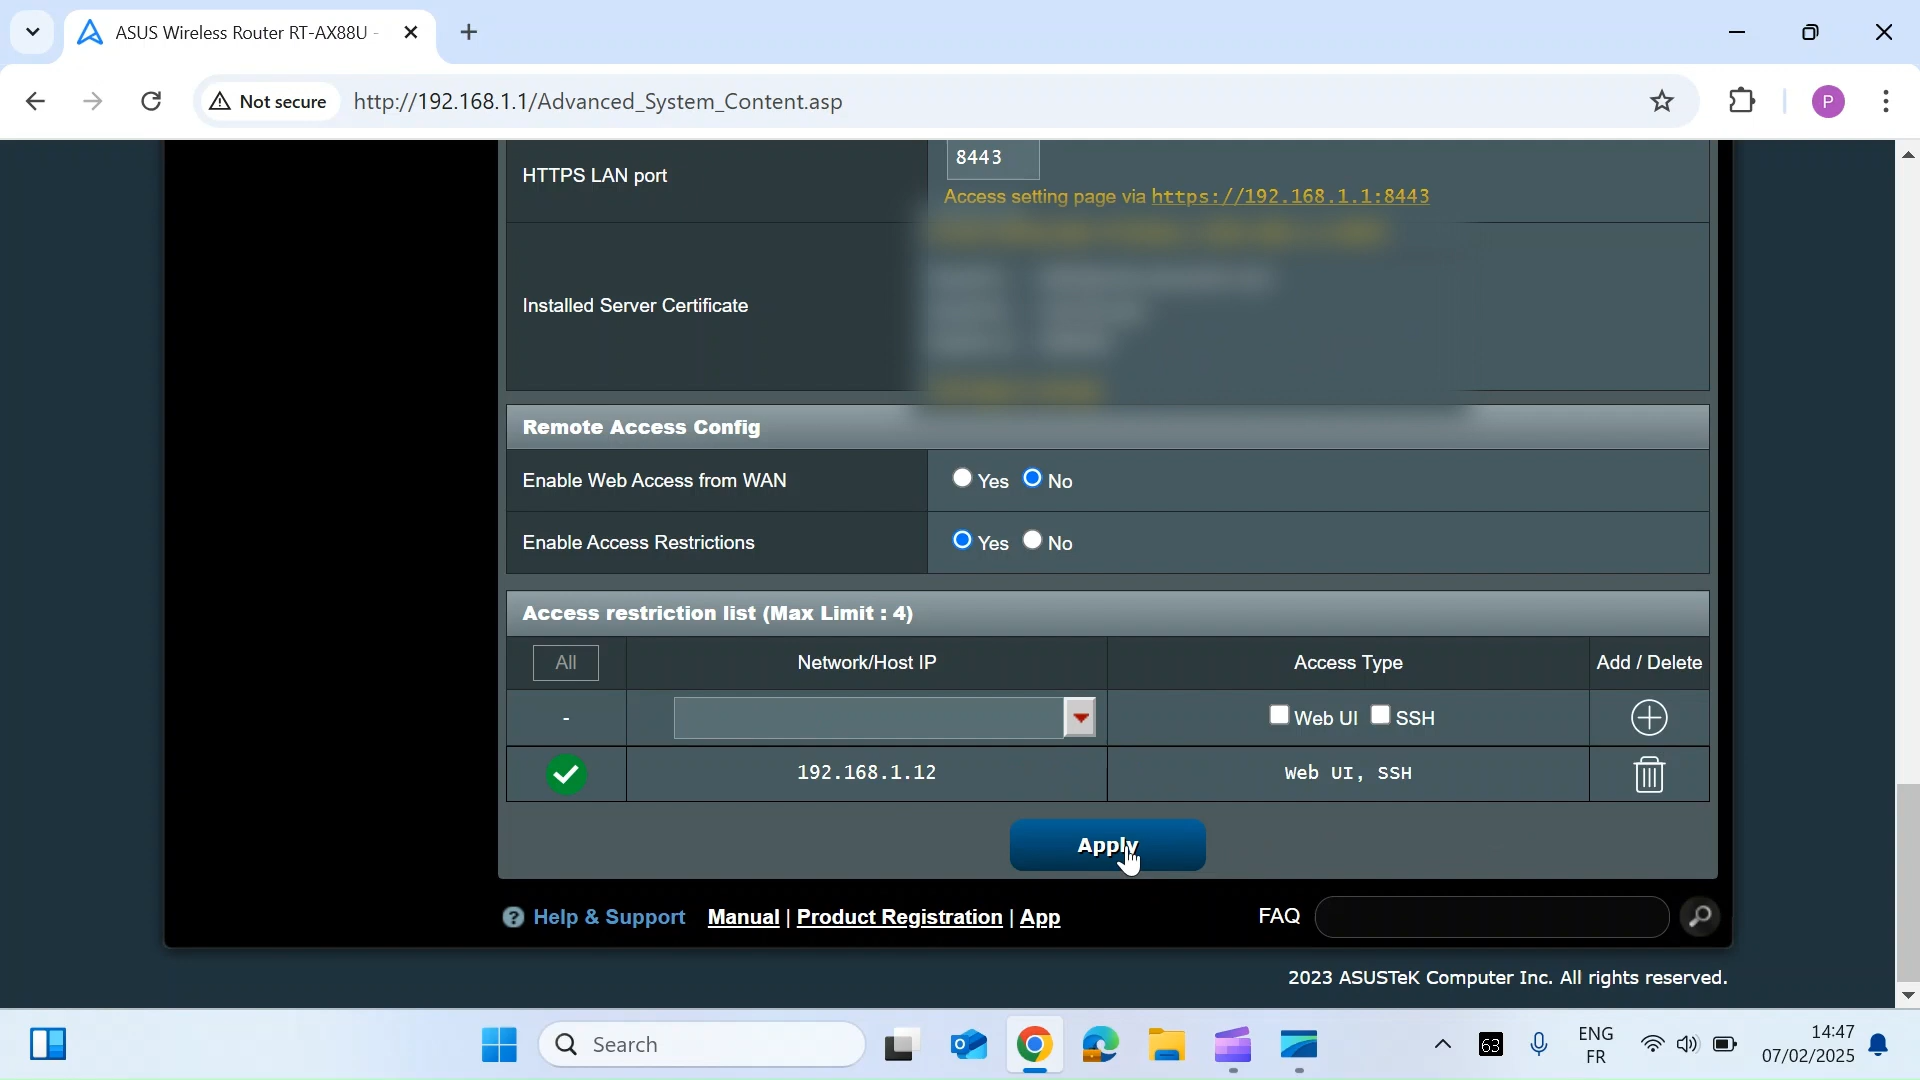 ASUS Wireless Router RT-AX88U -
Not secure
http://192.168.1.1/Advanced_System_Content.asp
P
HTTPS LAN port
8443
Access setting page via https://192.168.1.1:8443
Installed Server Certificate
Remote Access Config
Enable Web Access from WAN
Yes No
Enable Access Restrictions
Yes No
Access restriction list (Max Limit : 4)
All
Network/Host IP
Access Type
Add / Delete
-
Web UI SSH
192.168.1.12
Web UI, SSH
Apply
? Help & Support
Manual | Product Registration | App
FAQ
2023 ASUSTeK Computer Inc. All rights reserved.
Search
63
ENG
FR
14:47
07/02/2025